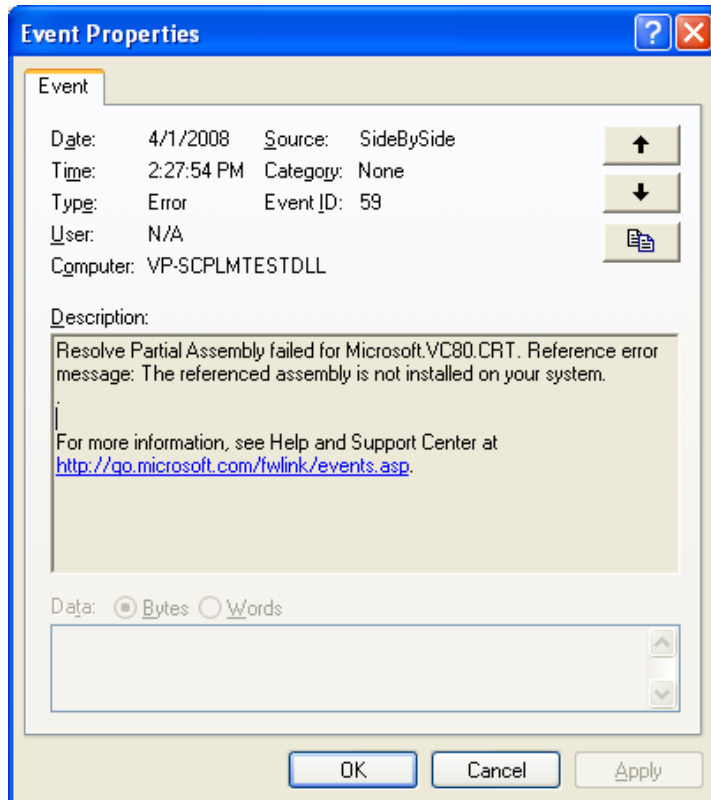 Event Properties
Event
Date: 4/1/2008 Source: SideBySide
Time: 2:27:54 PM Category: None
Type: Error Event ID: 59
User: N/A
Computer: VP-SCPLMTESTDLL
Description:
Resolve Partial Assembly failed for Microsoft.VC80.CRT. Reference error
message: The referenced assembly is not installed on your system.
.
For more information, see Help and Support Center at
http://go.microsoft.com/fwlink/events.asp.
Data: Bytes Words
OK Cancel Apply